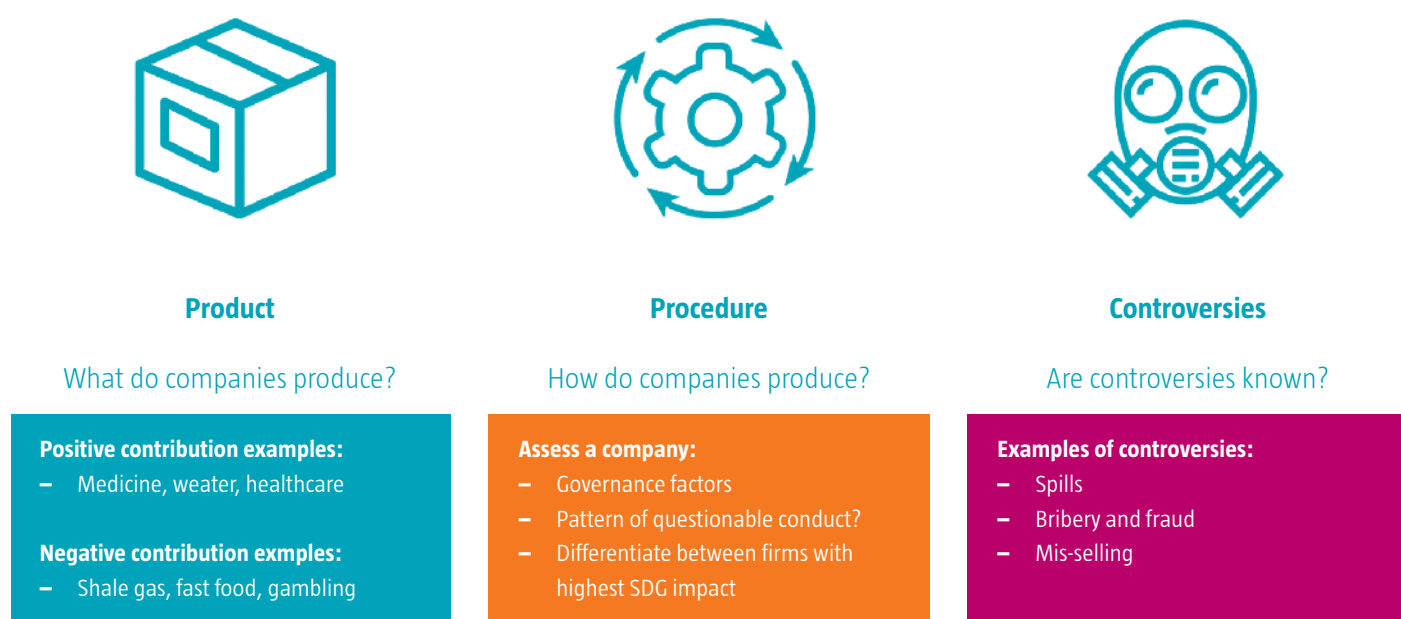 Product
What do companies produce?
Positive contribution examples:
– Medicine, weater, healthcare
Negative contribution exmples:
– Shale gas, fast food, gambling
Procedure
How do companies produce?
Assess a company:
– Governance factors
– Pattern of questionable conduct?
– Differentiate between firms with
highest SDG impact
Controversies
Are controversies known?
Examples of controversies:
– Spills
– Bribery and fraud
– Mis-selling